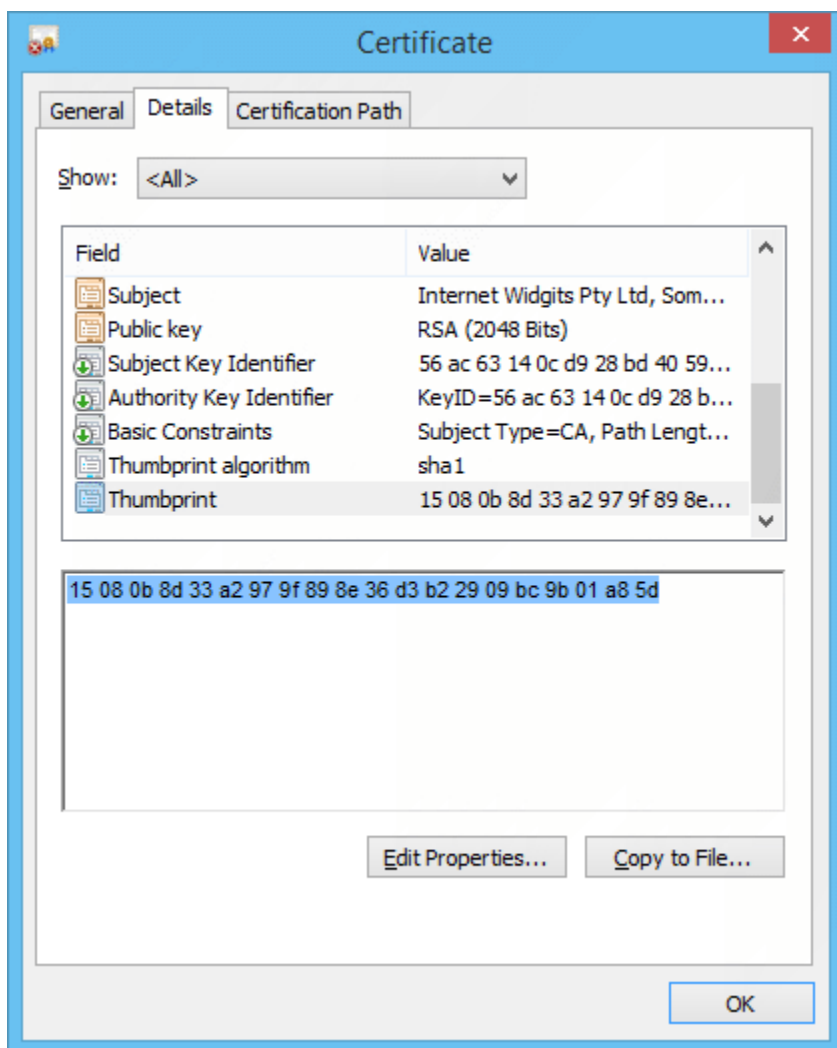 Certificate
General Details Certification Path
Show: <All>
Field Value
Subject Internet Widgits Pty Ltd, Som...
Public key RSA (2048 Bits)
Subject Key Identifier 56 ac 63 14 0c d9 28 bd 40 59...
Authority Key Identifier KeyID=56 ac 63 14 0c d9 28 b...
Basic Constraints Subject Type=CA, Path Lengt...
Thumbprint algorithm sha1
Thumbprint 15 08 0b 8d 33 a2 97 9f 89 8e...
15 08 0b 8d 33 a2 97 9f 89 8e 36 d3 b2 29 09 bc 9b 01 a8 5d
Edit Properties... Copy to File...
OK